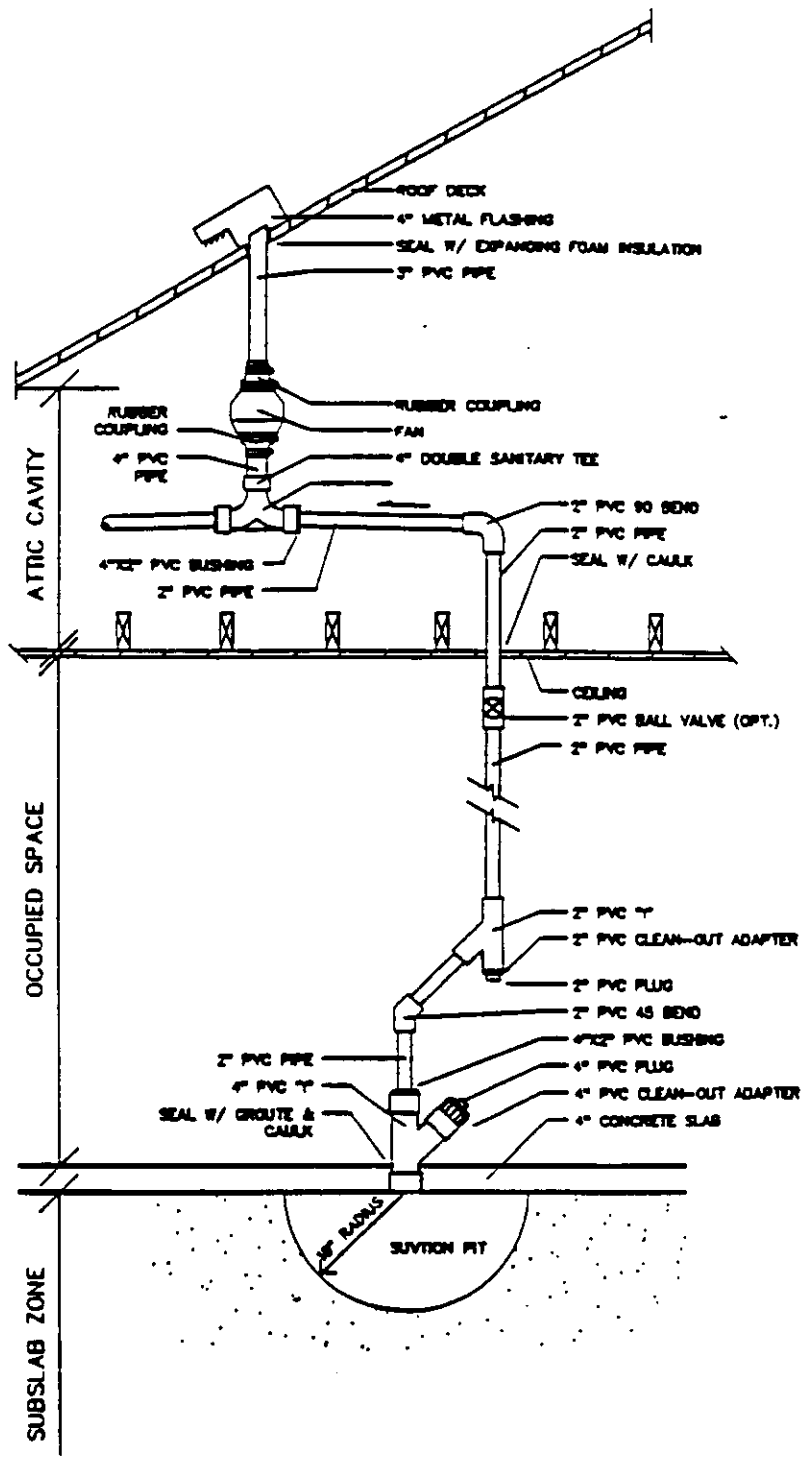 ROOF DECK
4" METAL FLASHING
SEAL W/ EXPANDING FOAM INSULATION
3" PVC PIPE
RUBBER COUPLING
FAN
RUBBER
COUPLING
4" PVC
PIPE
4" DOUBLE SANITARY TEE
2" PVC 90 BEND
2" PVC PIPE
SEAL W/ CAULK
4"X2" PVC BUSHING
2" PVC PIPE
ATTIC CAVITY
CEILING
2" PVC BALL VALVE (OPT.)
2" PVC PIPE
OCCUPIED SPACE
2" PVC "Y"
2" PVC CLEAN-OUT ADAPTER
2" PVC PLUG
2" PVC 45 BEND
4"X2" PVC BUSHING
2" PVC PIPE
4" PVC PLUG
4" PVC "Y"
4" PVC CLEAN-OUT ADAPTER
SEAL W/ GROUTE &
CAULK
4" CONCRETE SLAB
RADIUS
SUVTION PIT
SUBSLAB ZONE